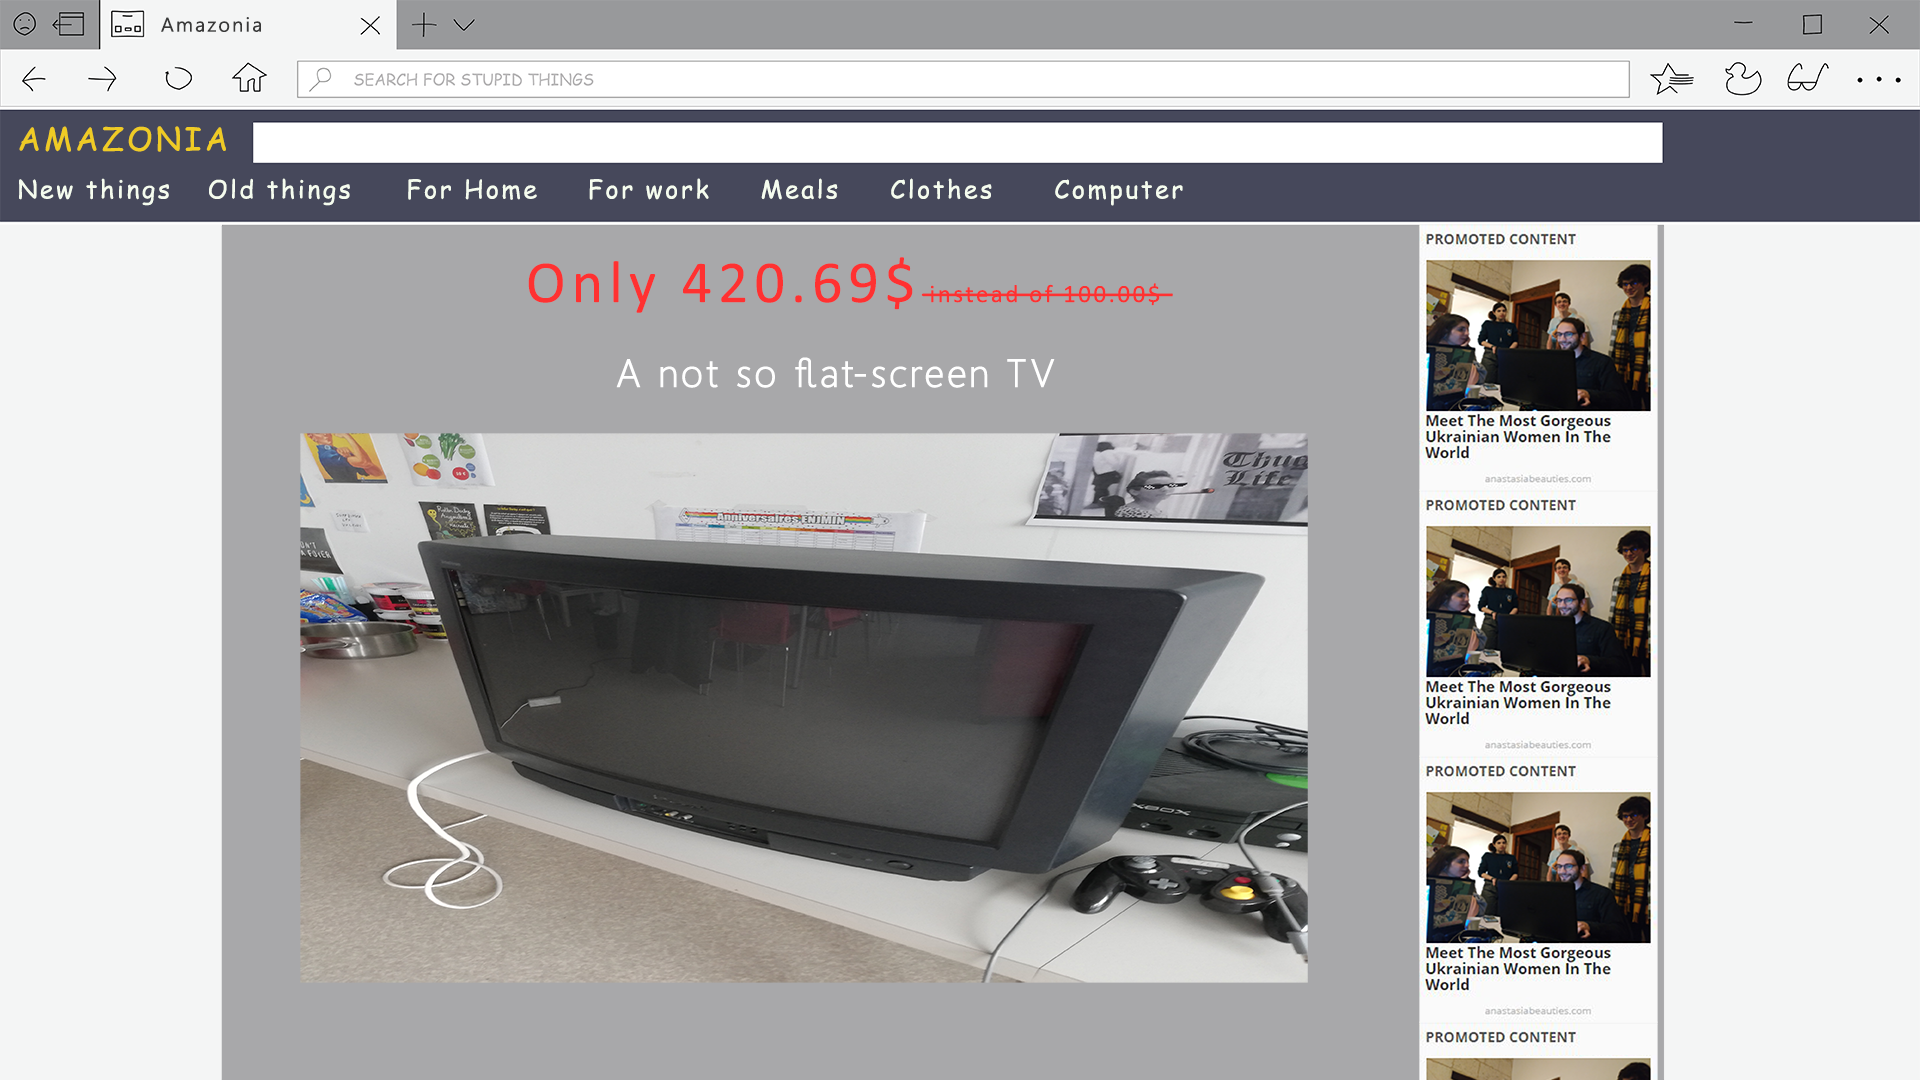 Amazonia
SEARCH FOR STUPID THINGS
AMAZONIA
New things Old things For Home For work Meals Clothes Computer
Only 420.69$ instead of 100.00$
A not so flat-screen TV
Thug
Life
Anniversaires ENJMIN
XBOX
PROMOTED CONTENT
Meet The Most Gorgeous
Ukrainian Women In The
World
anastasiabeauties.com
PROMOTED CONTENT
Meet The Most Gorgeous
Ukrainian Women In The
World
anastasiabeauties.com
PROMOTED CONTENT
Meet The Most Gorgeous
Ukrainian Women In The
World
anastasiabeauties.com
PROMOTED CONTENT